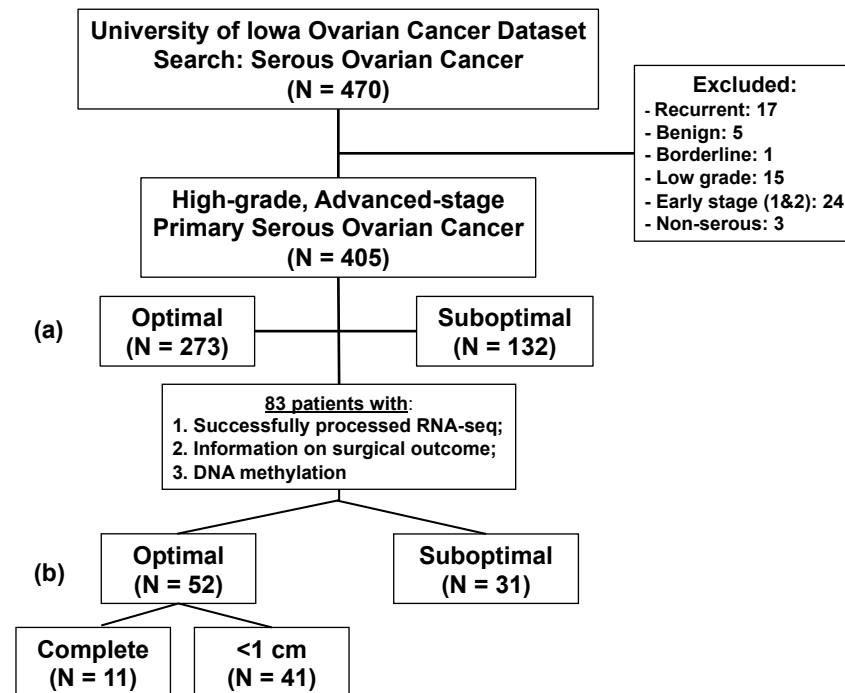 University of Iowa Ovarian Cancer Dataset
Search: Serous Ovarian Cancer
(N = 470)
Excluded:
- Recurrent: 17
- Benign: 5
- Borderline: 1
- Low grade: 15
- Early stage (1&2): 24
- Non-serous: 3
High-grade, Advanced-stage
Primary Serous Ovarian Cancer
(N = 405)
(a)
Optimal
(N = 273)
Suboptimal
(N = 132)
83 patients with:
1. Successfully processed RNA-seq;
2. Information on surgical outcome;
3. DNA methylation
(b)
Optimal
(N = 52)
Suboptimal
(N = 31)
Complete
(N = 11)
<1 cm
(N = 41)